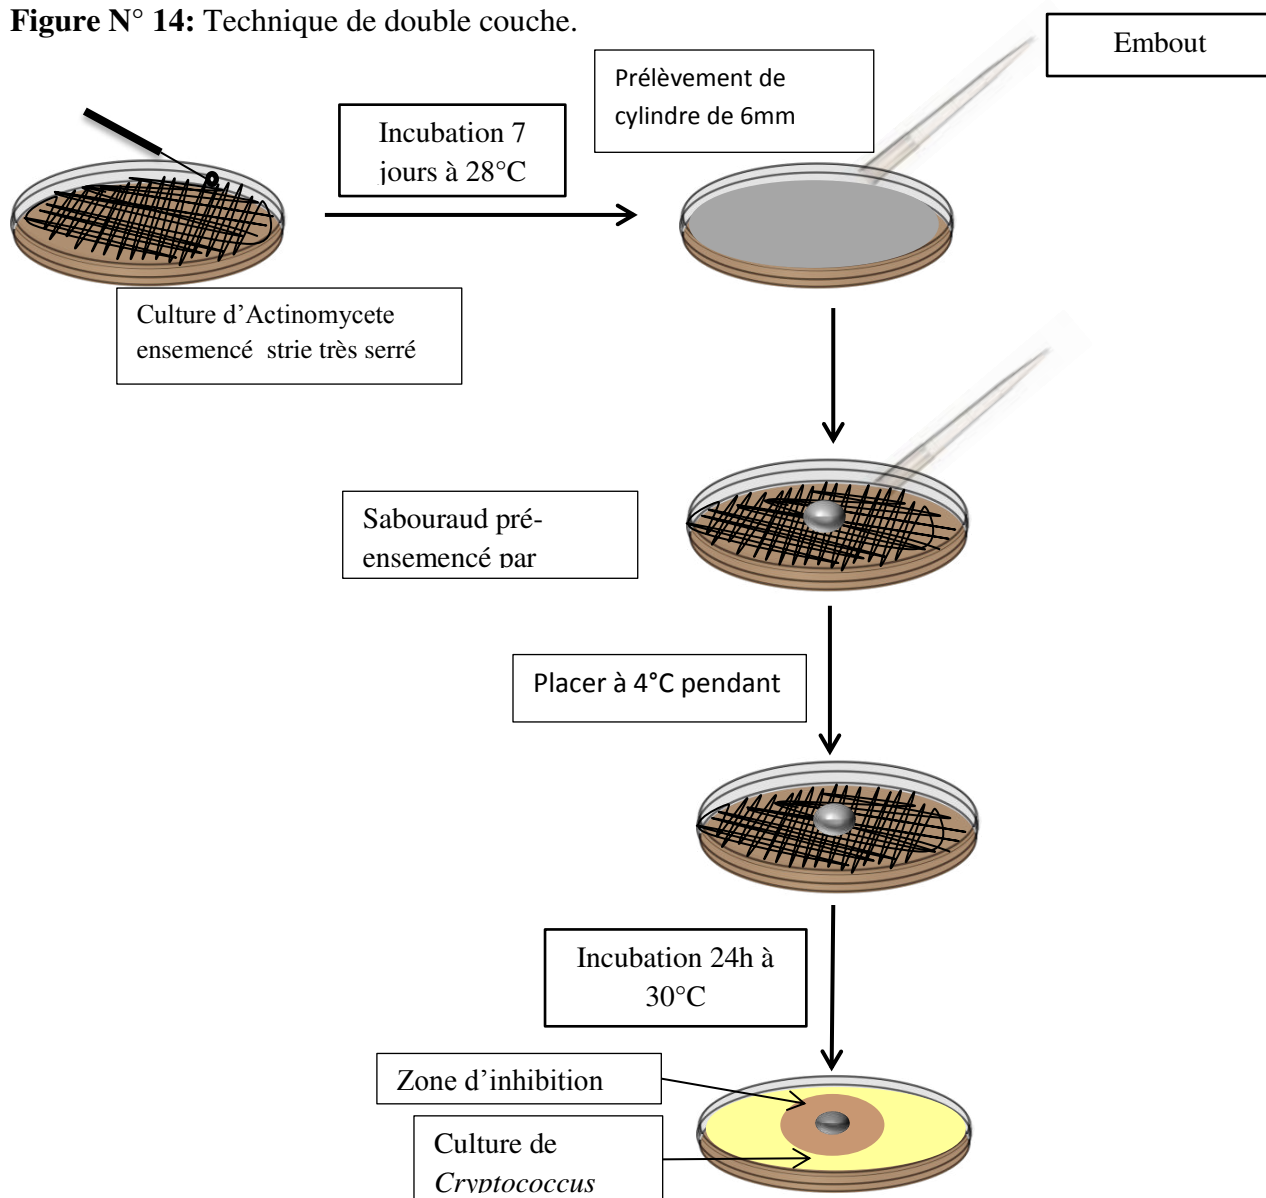 Figure N° 14: Technique de double couche.
Embout
Prélèvement de
cylindre de 6mm
Incubation 7
jours à 28°C
Culture d’Actinomycete
ensemencé  strie très serré
Sabouraud pré-
ensemencé par
Placer à 4°C pendant
Incubation 24h à
30°C
Zone d’inhibition
Culture de
Cryptococcus